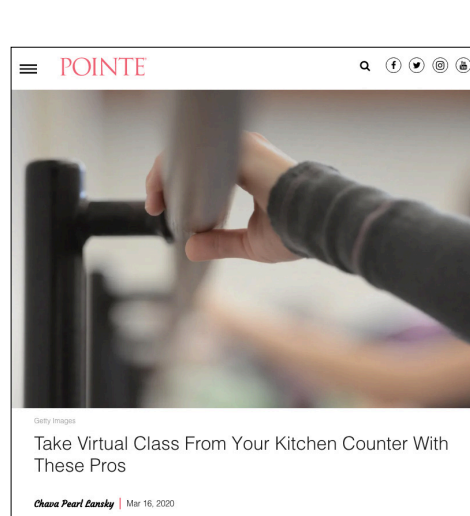 POINTE
Getty Images
Take Virtual Class From Your Kitchen Counter With
These Pros
Chava Pearl Lansky | Mar 16, 2020